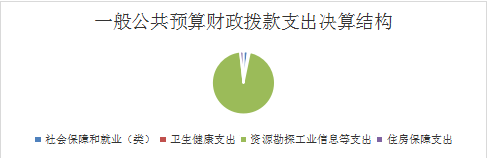 一般公共预算财政拨款支出决算结构
社会保障和就业（类） 卫生健康支出 资源勘探工业信息等支出 住房保障支出